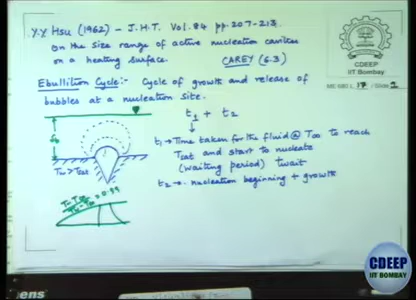 Y.Y Hsu (1962) - J.H.T. Vol. 84 pp. 207-213.
On the size range of active nucleation cavities
on a heating surface. CAREY (6.3)
Ebullition Cycle:- Cycle of growth and release of
bubbles at a nucleation site.
t1 + t2
t1 → Time taken for the fluid @ T∞ to reach
Tsat and start to nucleate
(waiting period) twait
t2 → nucleation beginning + growth
Tw > Tsat
= 0.99
CDEEP
IIT Bombay
CDEEP
IIT BOMBAY